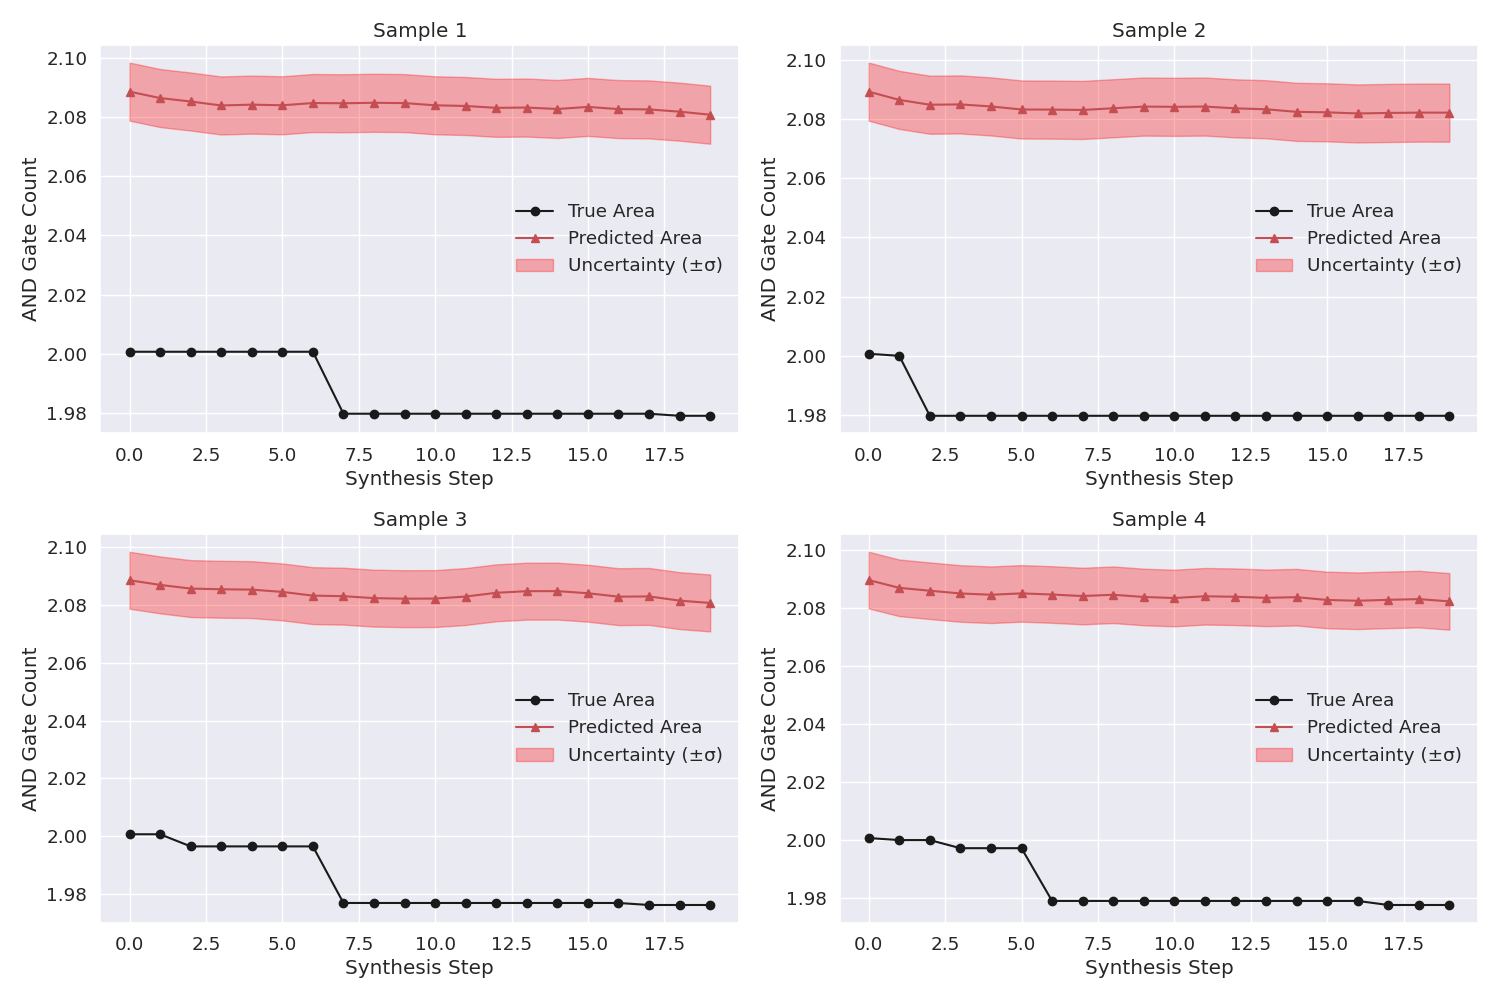 Sample 1
2.10
2.08
2.06
2.04
2.02
2.00
1.98
AND Gate Count
True Area
Predicted Area
Uncertainty (±σ)
0.0 2.5 5.0 7.5 10.0 12.5 15.0 17.5
Synthesis Step
Sample 2
2.10
2.08
2.06
2.04
2.02
2.00
1.98
AND Gate Count
True Area
Predicted Area
Uncertainty (±σ)
0.0 2.5 5.0 7.5 10.0 12.5 15.0 17.5
Synthesis Step
Sample 3
2.10
2.08
2.06
2.04
2.02
2.00
1.98
AND Gate Count
True Area
Predicted Area
Uncertainty (±σ)
0.0 2.5 5.0 7.5 10.0 12.5 15.0 17.5
Synthesis Step
Sample 4
2.10
2.08
2.06
2.04
2.02
2.00
1.98
AND Gate Count
True Area
Predicted Area
Uncertainty (±σ)
0.0 2.5 5.0 7.5 10.0 12.5 15.0 17.5
Synthesis Step